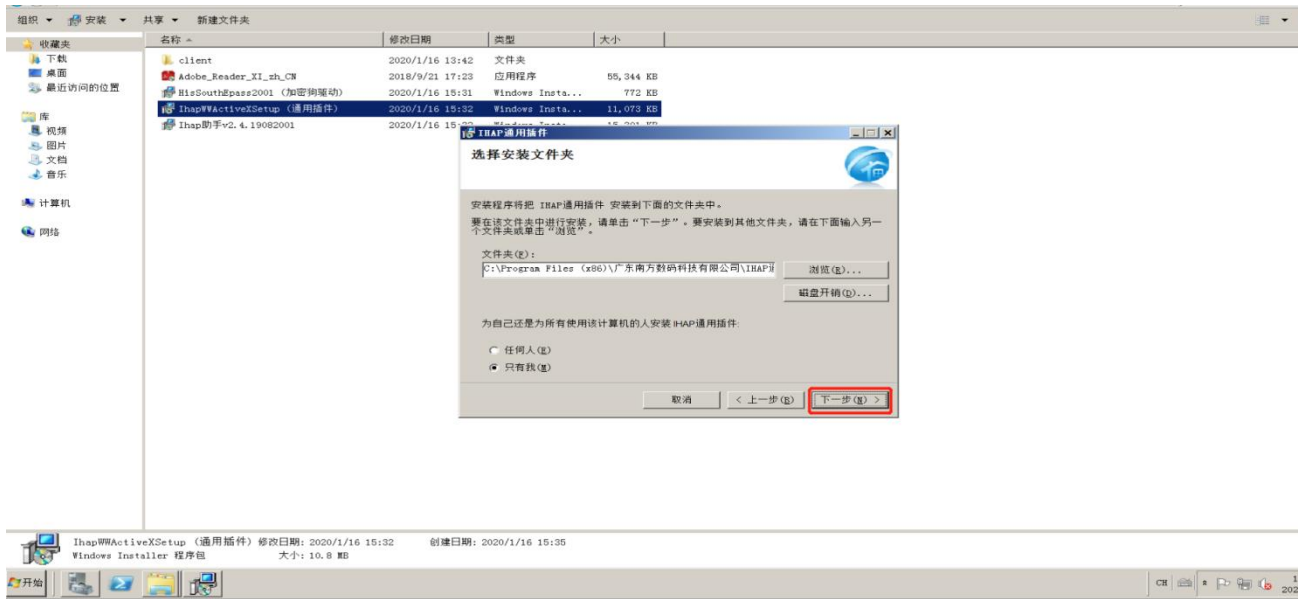 组织 安装 共享 新建文件夹
收藏夹
下载
桌面
最近访问的位置
库
视频
图片
文档
音乐
计算机
网络
名称 修改日期 类型 大小
client 2020/1/16 13:42 文件夹
Adobe_Reader_XI_zh_CN 2018/9/21 17:23 应用程序 55,344 KB
HisSouthEpass2001 (加密狗驱动) 2020/1/16 15:31 Windows Insta... 772 KB
IhapWWActiveXSetup (通用插件) 2020/1/16 15:32 Windows Insta... 11,073 KB
Ihap助手v2.4.19082001 2020/1/16
IHAP通用插件
选择安装文件夹
安装程序将把 IHAP通用插件 安装到下面的文件夹中。
要在该文件夹中进行安装，请单击“下一步”。要安装到其他文件夹，请在下面输入另一
个文件夹或单击“浏览”。
文件夹(F):
C:\Program Files (x86)\广东南方数码科技有限公司\IHAP
浏览(R)...
磁盘开销(D)...
为自己还是为所有使用该计算机的人安装 IHAP通用插件:
任何人(E)
只有我(M)
取消 < 上一步(B) 下一步(N) >
IhapWWActiveXSetup (通用插件) 修改日期: 2020/1/16 15:32 创建日期: 2020/1/16 15:35
Windows Installer 程序包 大小: 10.8 MB
开始
CH